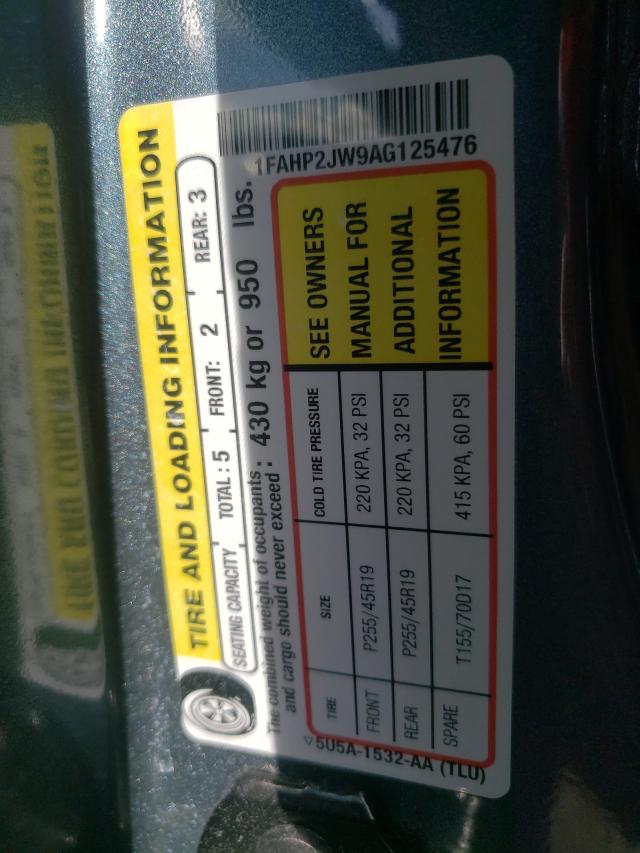 TIRE AND LOADING INFORMATION
SEATING CAPACITY TOTAL : 5 FRONT: 2 REAR: 3
The combined weight of occupants and cargo should never exceed : 430 kg or 950 lbs.
1FAHP2JW9AG125476
TIRE SIZE COLD TIRE PRESSURE
FRONT P255/45R19 220 KPA, 32 PSI
REAR P255/45R19 220 KPA, 32 PSI
SPARE T155/70D17 415 KPA, 60 PSI
SEE OWNERS
MANUAL FOR
ADDITIONAL
INFORMATION
5U5A-1532-AA (TLU)